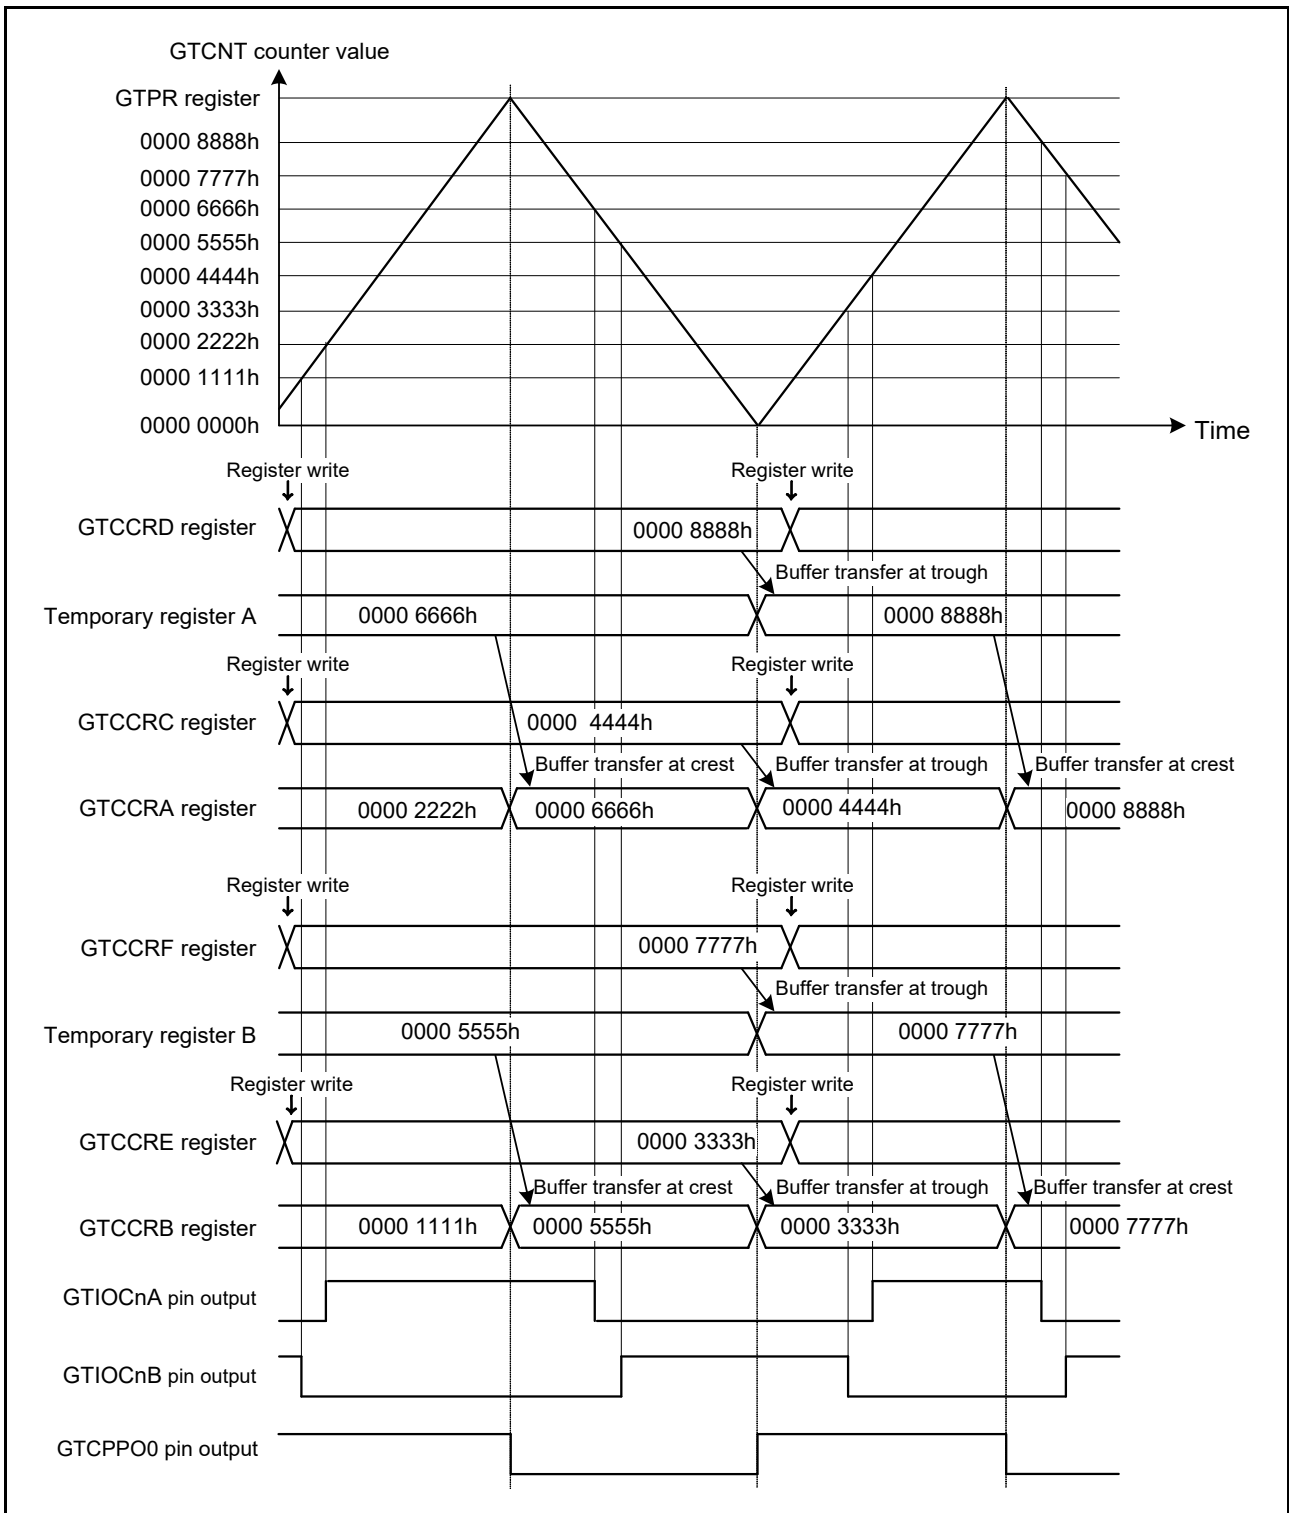 GTCNT counter value
GTPR register
0000 8888h
0000 7777h
0000 6666h
0000 5555h
0000 4444h
0000 3333h
0000 2222h
0000 1111h
0000 0000h
Time
Register write Register write
GTCCRD register 0000 8888h
Buffer transfer at trough
Temporary register A 0000 6666h 0000 8888h
Register write Register write
GTCCRC register 0000 4444h
Buffer transfer at crest Buffer transfer at trough Buffer transfer at crest
GTCCRA register 0000 2222h 0000 6666h 0000 4444h 0000 8888h
Register write Register write
GTCCRF register 0000 7777h
Buffer transfer at trough
Temporary register B 0000 5555h 0000 7777h
Register write Register write
GTCCRE register 0000 3333h
Buffer transfer at crest Buffer transfer at trough Buffer transfer at crest
GTCCRB register 0000 1111h 0000 5555h 0000 3333h 0000 7777h
GTIOCnA pin output
GTIOCnB pin output
GTCPPO0 pin output